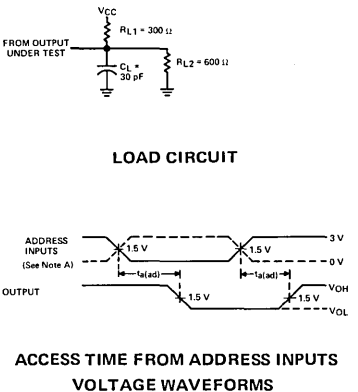 VCC
RL1 = 300 Ω
FROM OUTPUT
UNDER TEST
CL =
30 pF
RL2 = 600 Ω
LOAD CIRCUIT
ADDRESS
INPUTS
(See Note A)
1.5 V
1.5 V
3 V
0 V
ta(ad)
ta(ad)
OUTPUT
1.5 V
1.5 V
VOH
VOL
ACCESS TIME FROM ADDRESS INPUTS
VOLTAGE WAVEFORMS